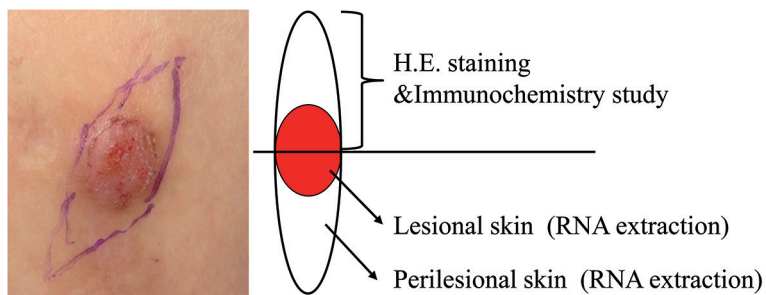 H.E. staining
&Immunochemistry study
Lesional skin (RNA extraction)
Perilesional skin (RNA extraction)